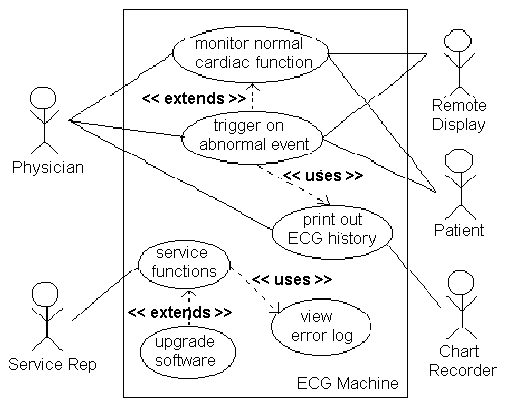 monitor normal
cardiac function
<< extends >>
Remote
Display
trigger on
abnormal event
Physician
<< uses >>
print out
ECG history
Patient
service
functions
<< uses >>
<< extends >>
view
error log
upgrade
software
Service Rep
Chart
Recorder
ECG Machine